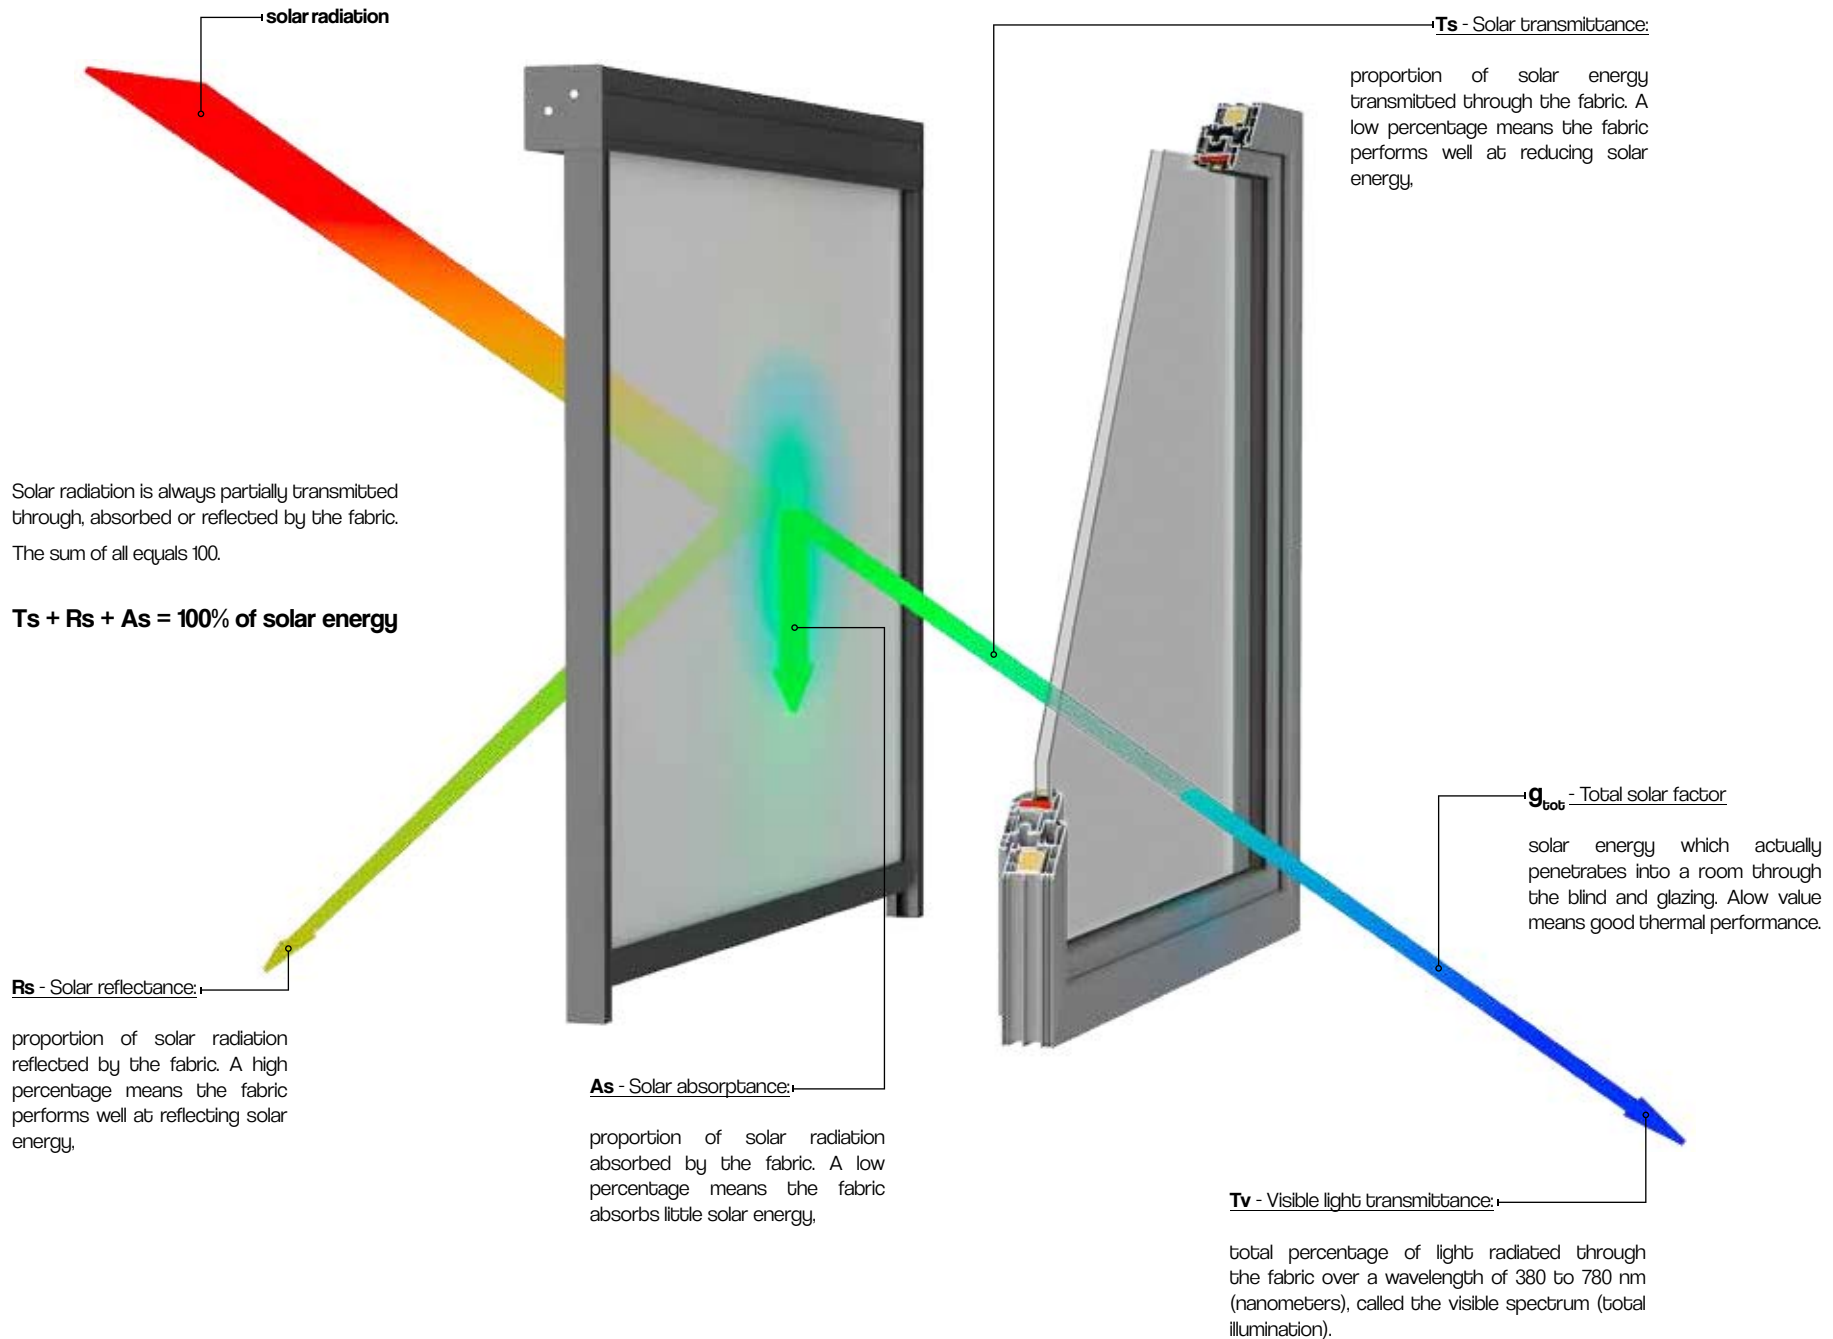 solar radiation
Ts - Solar transmittance:
proportion of solar energy
transmitted through the fabric. A
low percentage means the fabric
performs well at reducing solar
energy,
Solar radiation is always partially transmitted
through, absorbed or reflected by the fabric.
The sum of all equals 100.
Ts + Rs + As = 100% of solar energy
gtot - Total solar factor
solar energy which actually
penetrates into a room through
the blind and glazing. Alow value
means good thermal performance.
Rs - Solar reflectance:
proportion of solar radiation
reflected by the fabric. A high
percentage means the fabric
performs well at reflecting solar
energy,
As - Solar absorptance:
proportion of solar radiation
absorbed by the fabric. A low
percentage means the fabric
absorbs little solar energy,
Tv - Visible light transmittance:
total percentage of light radiated through
the fabric over a wavelength of 380 to 780 nm
(nanometers), called the visible spectrum (total
illumination).